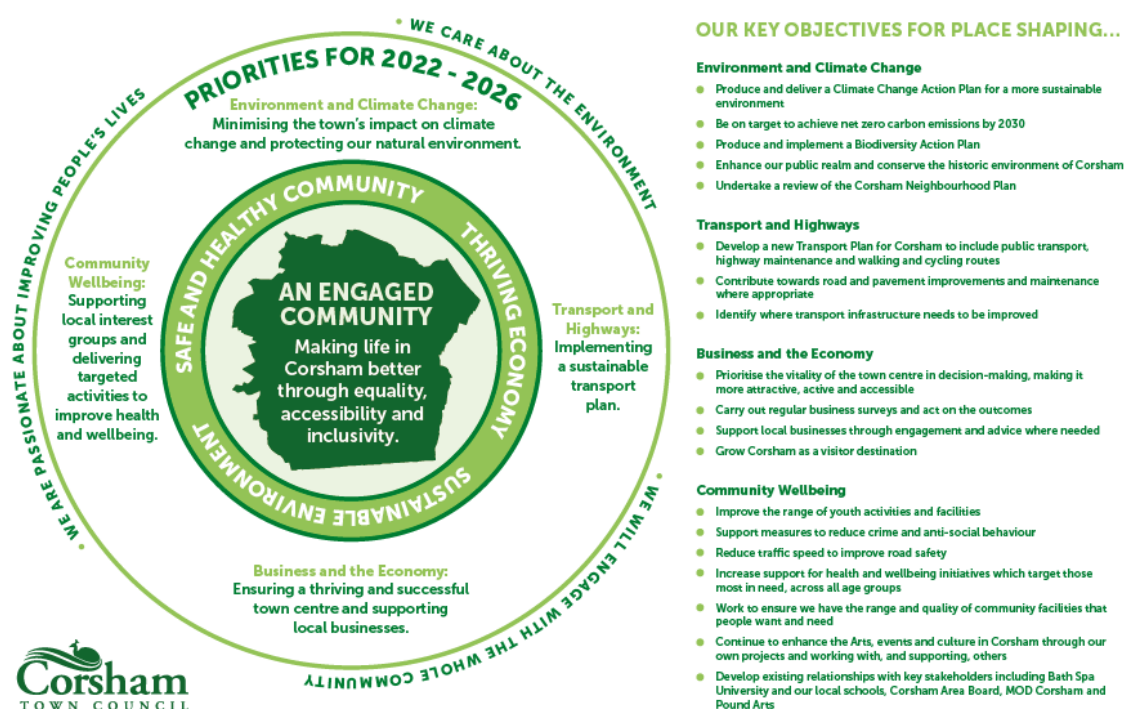 • WE CARE ABOUT THE ENVIRONMENT
PRIORITIES FOR 2022 - 2026
Environment and Climate Change:
Minimising the town's impact on climate
change and protecting our natural environment.
• WE ARE PASSIONATE ABOUT IMPROVING PEOPLE'S LIVES
SAFE AND HEALTHY COMMUNITY
THRIVING ECONOMY
SUSTAINABLE ENVIRONMENT
Community
Wellbeing:
Supporting
local interest
groups and
delivering
targeted
activities to
improve health
and wellbeing.
AN ENGAGED
COMMUNITY
Making life in
Corsham better
through equality,
accessibility and
inclusivity.
Transport and
Highways:
Implementing
a sustainable
transport
plan.
Business and the Economy:
Ensuring a thriving and successful
town centre and supporting
local businesses.
• WE WILL ENGAGE WITH THE WHOLE COMMUNITY
Corsham
TOWN COUNCIL
OUR KEY OBJECTIVES FOR PLACE SHAPING...
Environment and Climate Change
• Produce and deliver a Climate Change Action Plan for a more sustainable
environment
• Be on target to achieve net zero carbon emissions by 2030
• Produce and implement a Biodiversity Action Plan
• Enhance our public realm and conserve the historic environment of Corsham
• Undertake a review of the Corsham Neighbourhood Plan
Transport and Highways
• Develop a new Transport Plan for Corsham to include public transport,
highway maintenance and walking and cycling routes
• Contribute towards road and pavement improvements and maintenance
where appropriate
• Identify where transport infrastructure needs to be improved
Business and the Economy
• Prioritise the vitality of the town centre in decision-making, making it
more attractive, active and accessible
• Carry out regular business surveys and act on the outcomes
• Support local businesses through engagement and advice where needed
• Grow Corsham as a visitor destination
Community Wellbeing
• Improve the range of youth activities and facilities
• Support measures to reduce crime and anti-social behaviour
• Reduce traffic speed to improve road safety
• Increase support for health and wellbeing initiatives which target those
most in need, across all age groups
• Work to ensure we have the range and quality of community facilities that
people want and need
• Continue to enhance the Arts, events and culture in Corsham through our
own projects and working with, and supporting, others
• Develop existing relationships with key stakeholders including Bath Spa
University and our local schools, Corsham Area Board, MOD Corsham and
Pound Arts